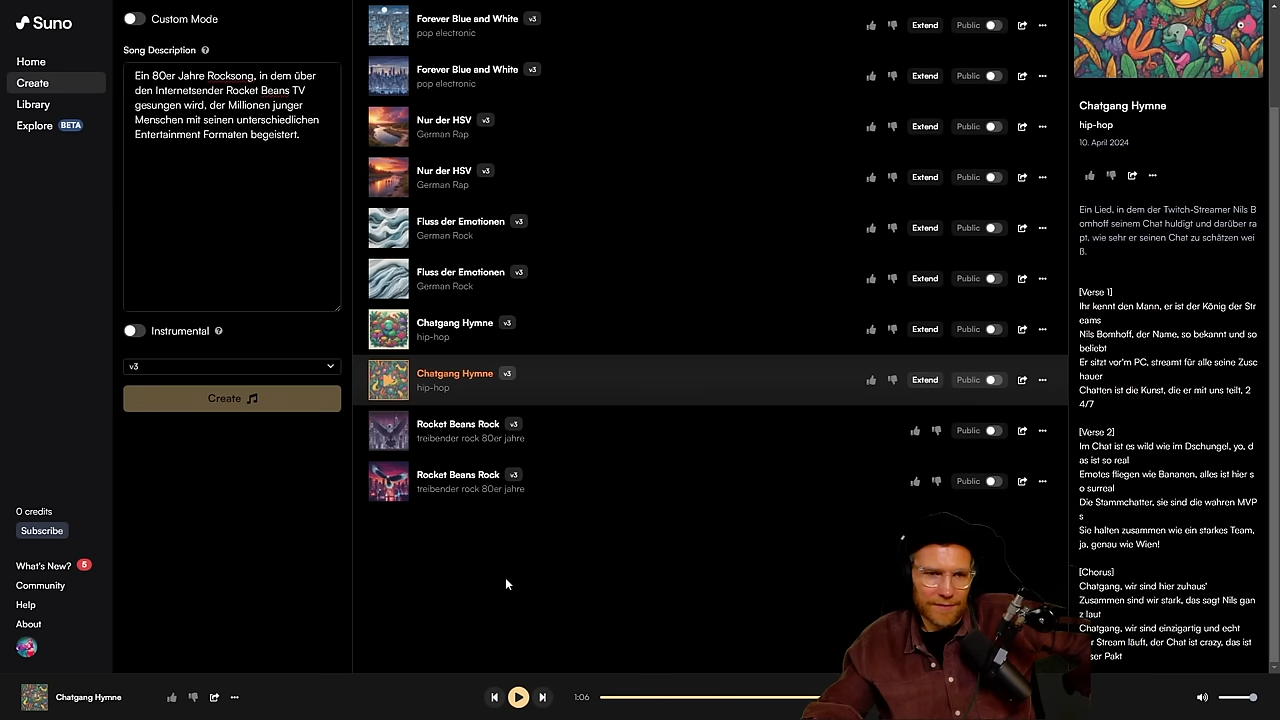 Suno
Home
Create
Library
Explore BETA
0 credits
Subscribe
What's New? 5
Community
Help
About
Custom Mode
Song Description
Ein 80er Jahre Rocksong, in dem über
den Internetsender Rocket Beans TV
gesungen wird, der Millionen junger
Menschen mit seinen unterschiedlichen
Entertainment Formaten begeistert.
Instrumental
v3
Create
Forever Blue and White v3
pop electronic
Extend Public
Forever Blue and White v3
pop electronic
Extend Public
Nur der HSV v3
German Rap
Extend Public
Nur der HSV v3
German Rap
Extend Public
Fluss der Emotionen v3
German Rock
Extend Public
Fluss der Emotionen v3
German Rock
Extend Public
Chatgang Hymne v3
hip-hop
Extend Public
Chatgang Hymne v3
hip-hop
Extend Public
Rocket Beans Rock v3
treibender rock 80er jahre
Public
Rocket Beans Rock v3
treibender rock 80er jahre
Public
Chatgang Hymne
hip-hop
10. April 2024
Ein Lied, in dem der Twitch-Streamer Nils B
omhoff seinem Chat huldigt und darüber ra
pt, wie sehr er seinen Chat zu schätzen wei
ß.
[Verse 1]
Ihr kennt den Mann, er ist der König der Str
eams
Nils Bomhoff, der Name, so bekannt und so
beliebt
Er sitzt vor'm PC, streamt für alle seine Zusc
hauer
Chatten ist die Kunst, die er mit uns teilt, 2
4/7
[Verse 2]
Im Chat ist es wild wie im Dschungel, yo, d
as ist so real
Emotes fliegen wie Bananen, alles ist hier s
o surreal
Die Stammchatter, sie sind die wahren MVP
s
Sie halten zusammen wie ein starkes Team,
ja, genau wie Wien!
[Chorus]
Chatgang, wir sind hier zuhaus'
Zusammen sind wir stark, das sagt Nils gan
z laut
Chatgang, wir sind einzigartig und echt
Stream läuft, der Chat ist crazy, das ist
Pakt
Chatgang Hymne
1:06